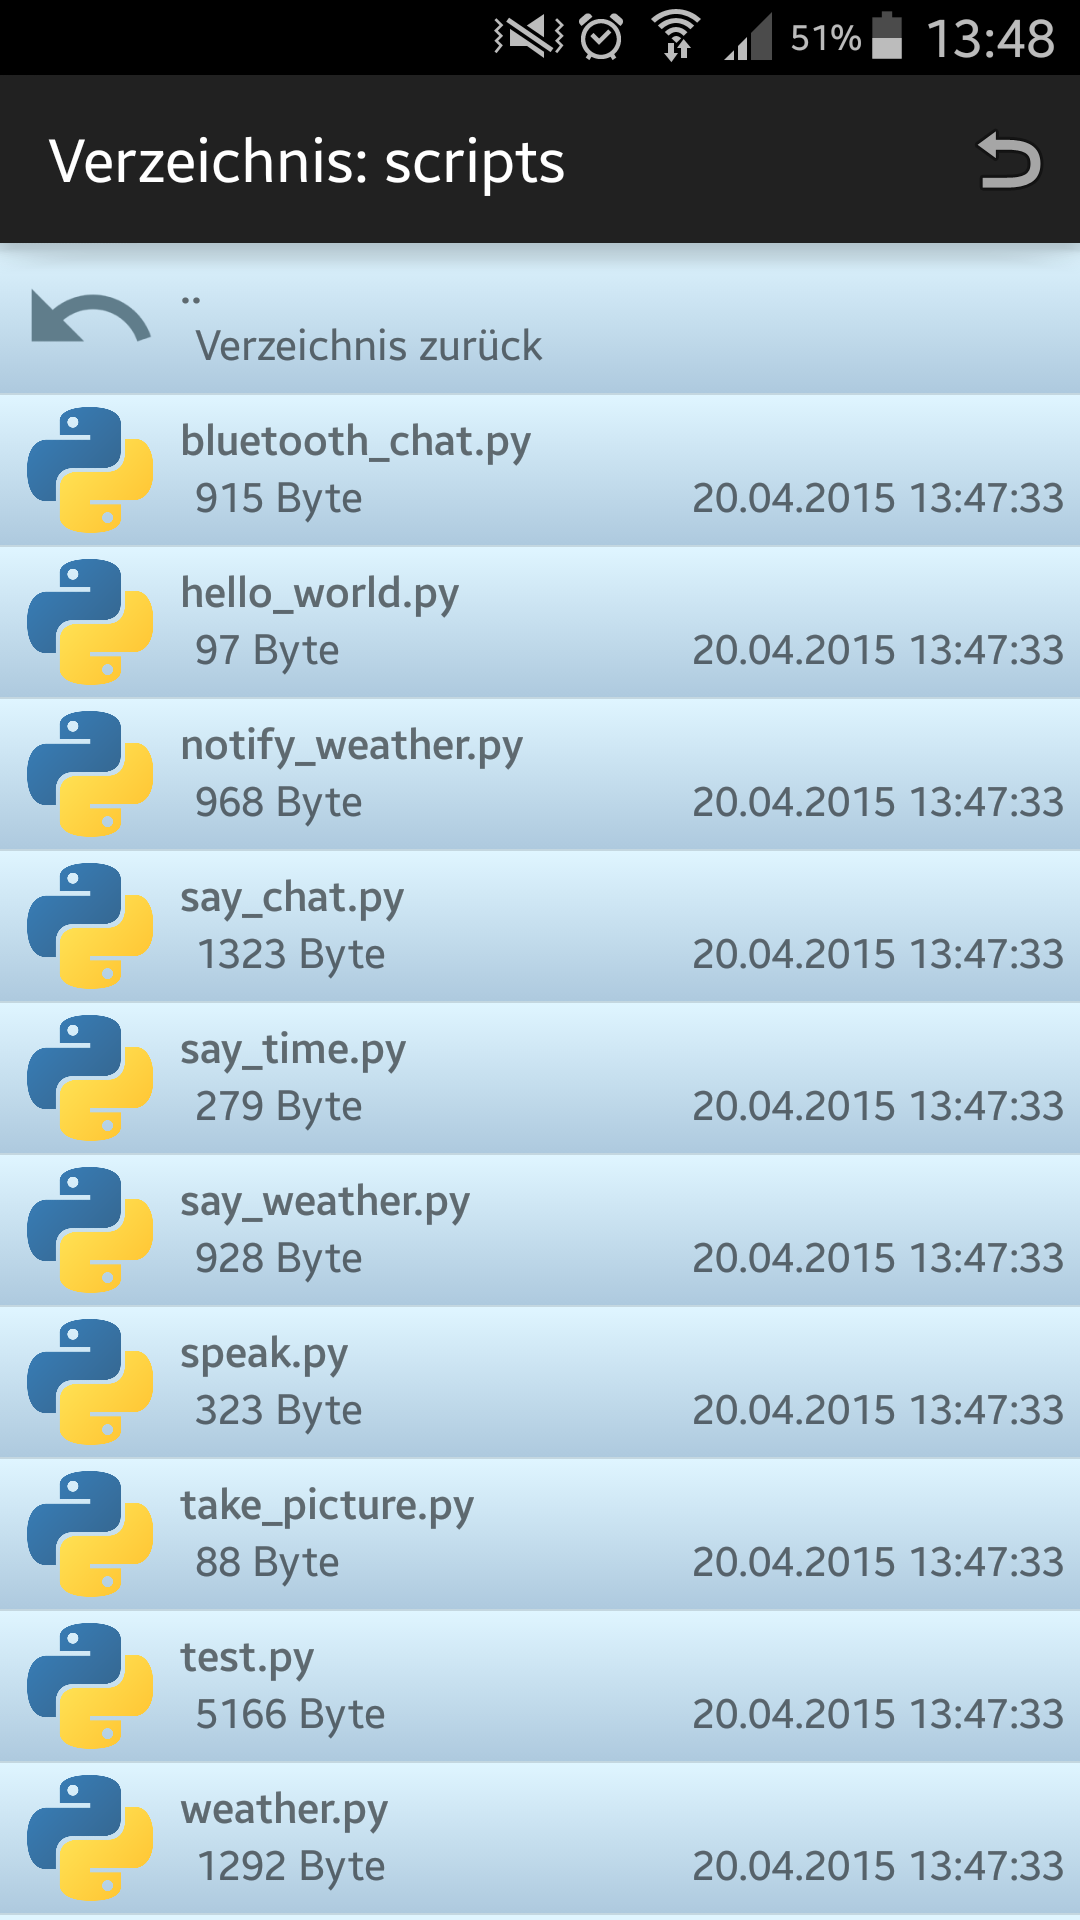 51% 13:48
Verzeichnis: scripts
..
Verzeichnis zurück
bluetooth_chat.py
915 Byte 20.04.2015 13:47:33
hello_world.py
97 Byte 20.04.2015 13:47:33
notify_weather.py
968 Byte 20.04.2015 13:47:33
say_chat.py
1323 Byte 20.04.2015 13:47:33
say_time.py
279 Byte 20.04.2015 13:47:33
say_weather.py
928 Byte 20.04.2015 13:47:33
speak.py
323 Byte 20.04.2015 13:47:33
take_picture.py
88 Byte 20.04.2015 13:47:33
test.py
5166 Byte 20.04.2015 13:47:33
weather.py
1292 Byte 20.04.2015 13:47:33